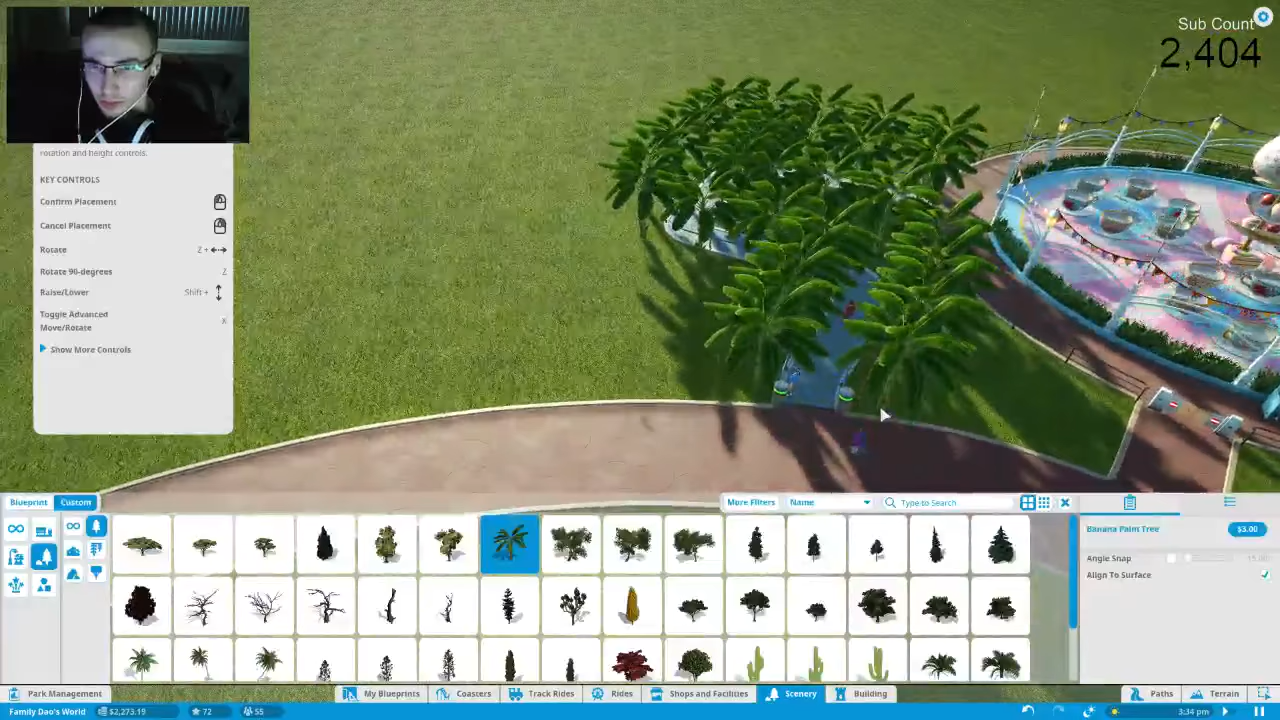 Sub Count
2,404
rotation and height controls.
KEY CONTROLS
Confirm Placement
Cancel Placement
Rotate Z +
Rotate 90-degrees Z
Raise/Lower Shift +
Toggle Advanced
Move/Rotate X
Show More Controls
Blueprint Custom More Filters Name Type to Search
Banana Palm Tree $3.00
Angle Snap
Align To Surface
Park Management My Blueprints Coasters Track Rides Rides Shops and Facilities Scenery Building Paths Terrain
Family Dao's World $2,273.19 72 55 3:34 pm